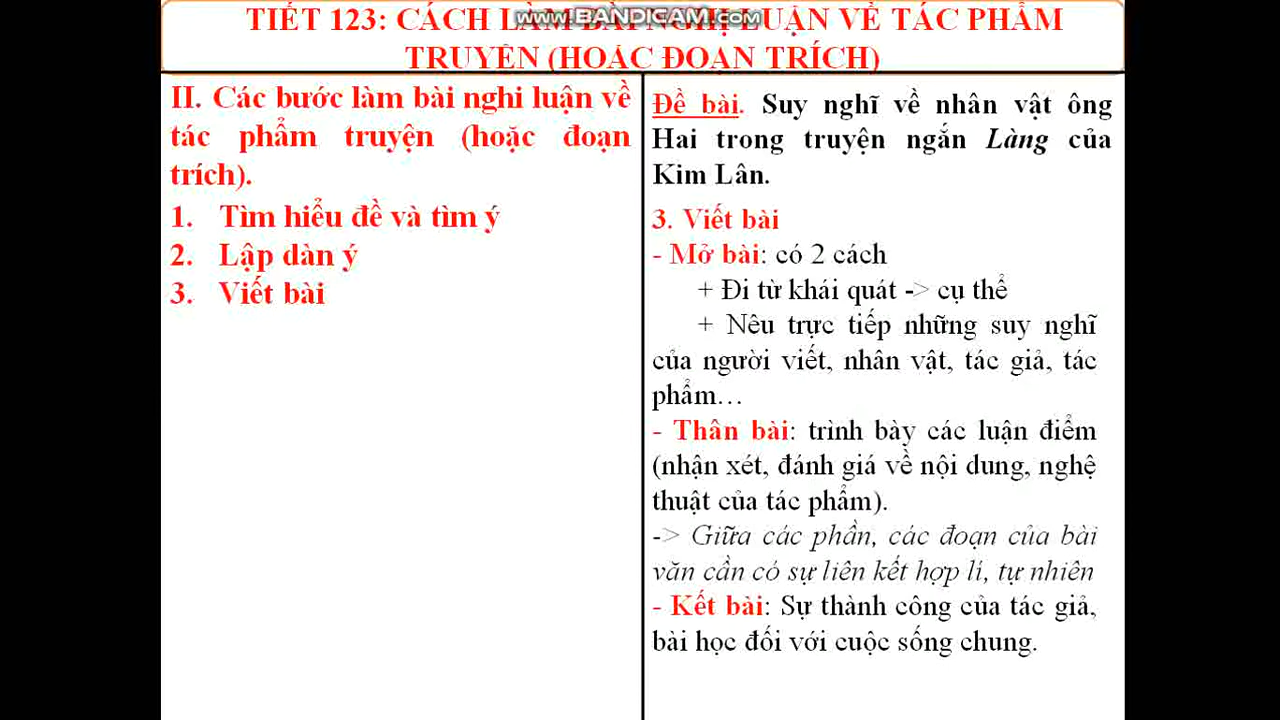 TIẾT 123: CÁCH LÀM BÀI NGHỊ LUẬN VỀ TÁC PHẨM
www.BANDICAM.com
TRUYỆN (HOẶC ĐOẠN TRÍCH)
II. Các bước làm bài nghi luận về
tác phẩm truyện (hoặc đoạn
trích).
1. Tìm hiểu đề và tìm ý
2. Lập dàn ý
3. Viết bài
Đề bài. Suy nghĩ về nhân vật ông
Hai trong truyện ngắn Làng của
Kim Lân.
3. Viết bài
- Mở bài: có 2 cách
+ Đi từ khái quát -> cụ thể
+ Nêu trực tiếp những suy nghĩ
của người viết, nhân vật, tác giả, tác
phẩm…
- Thân bài: trình bày các luận điểm
(nhận xét, đánh giá về nội dung, nghệ
thuật của tác phẩm).
-> Giữa các phần, các đoạn của bài
văn cần có sự liên kết hợp lí, tự nhiên
- Kết bài: Sự thành công của tác giả,
bài học đối với cuộc sống chung.